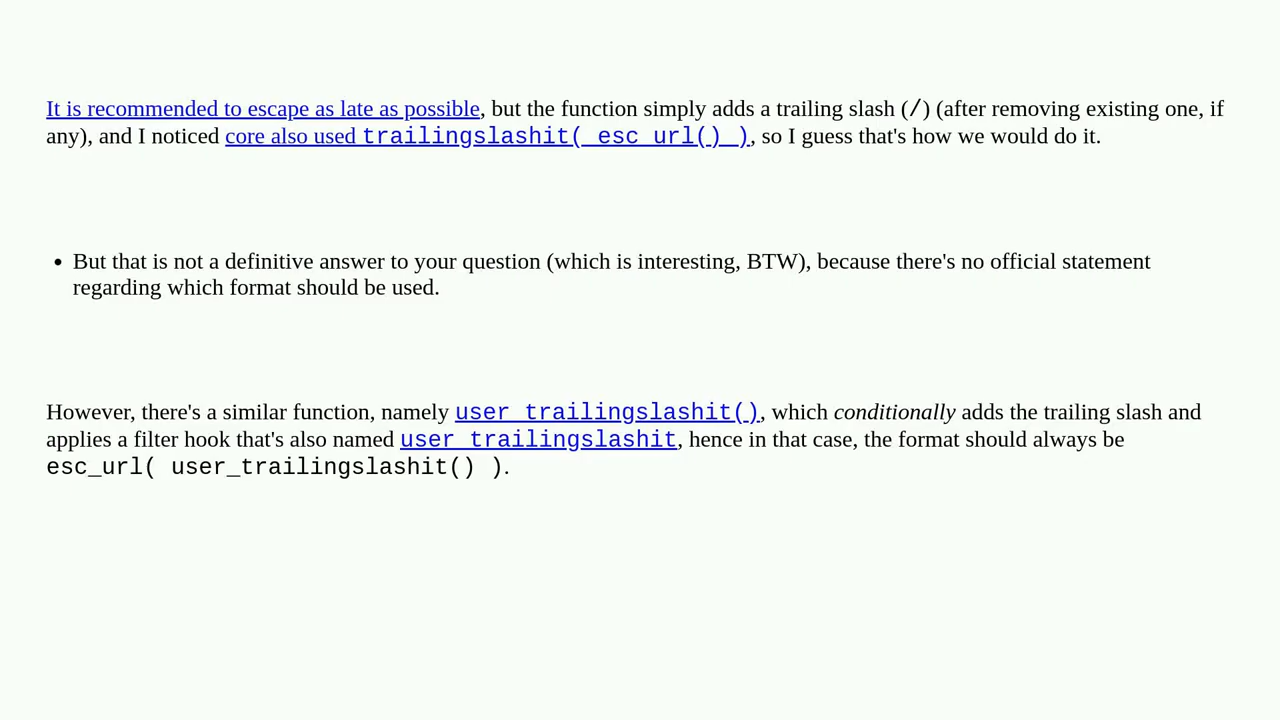 It is recommended to escape as late as possible, but the function simply adds a trailing slash (/) (after removing existing one, if
any), and I noticed core also used trailingslashit( esc_url() ), so I guess that's how we would do it.
• But that is not a definitive answer to your question (which is interesting, BTW), because there's no official statement
regarding which format should be used.
However, there's a similar function, namely user_trailingslashit(), which conditionally adds the trailing slash and
applies a filter hook that's also named user_trailingslashit, hence in that case, the format should always be
esc_url( user_trailingslashit() ).